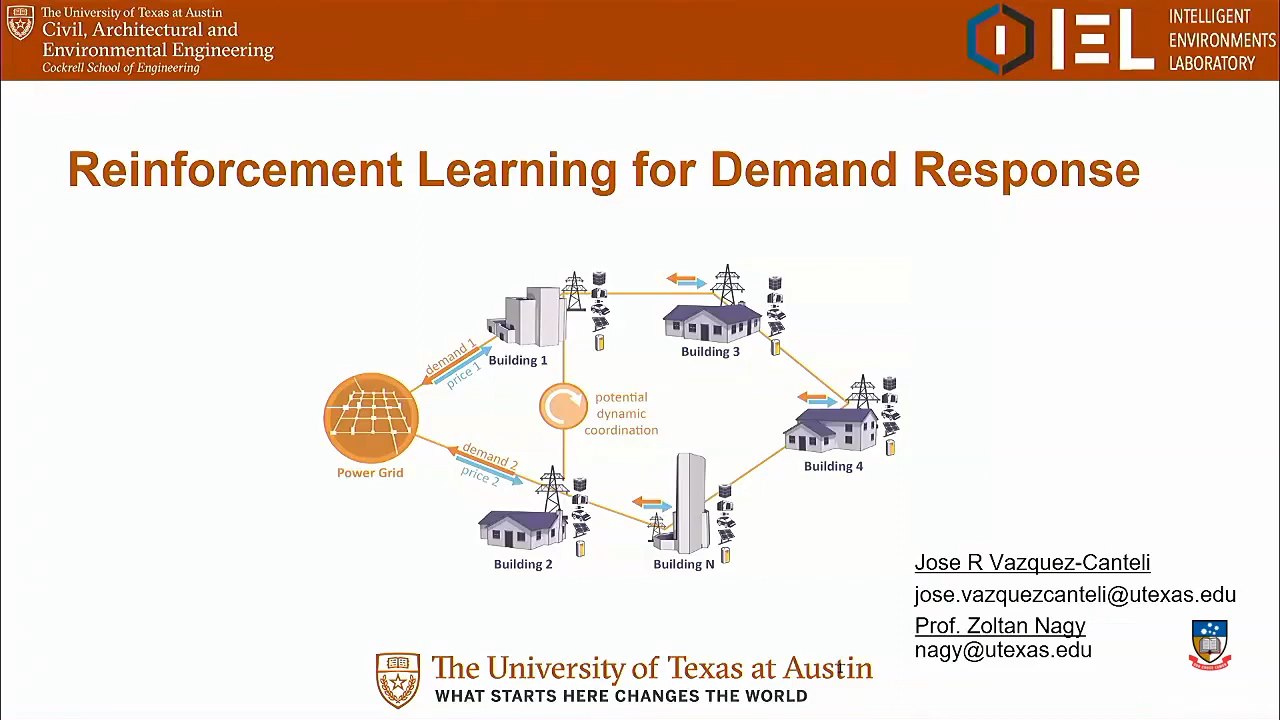 The University of Texas at Austin
Civil, Architectural and
Environmental Engineering
Cockrell School of Engineering
IEL
INTELLIGENT
ENVIRONMENTS
LABORATORY
Reinforcement Learning for Demand Response
Building 1
Building 3
demand 1
price 1
potential
dynamic
coordination
Power Grid
demand 2
price 2
Building 4
Building 2
Building N
Jose R Vazquez-Canteli
jose.vazquezcanteli@utexas.edu
Prof. Zoltan Nagy
nagy@utexas.edu
The University of Texas at Austin
WHAT STARTS HERE CHANGES THE WORLD